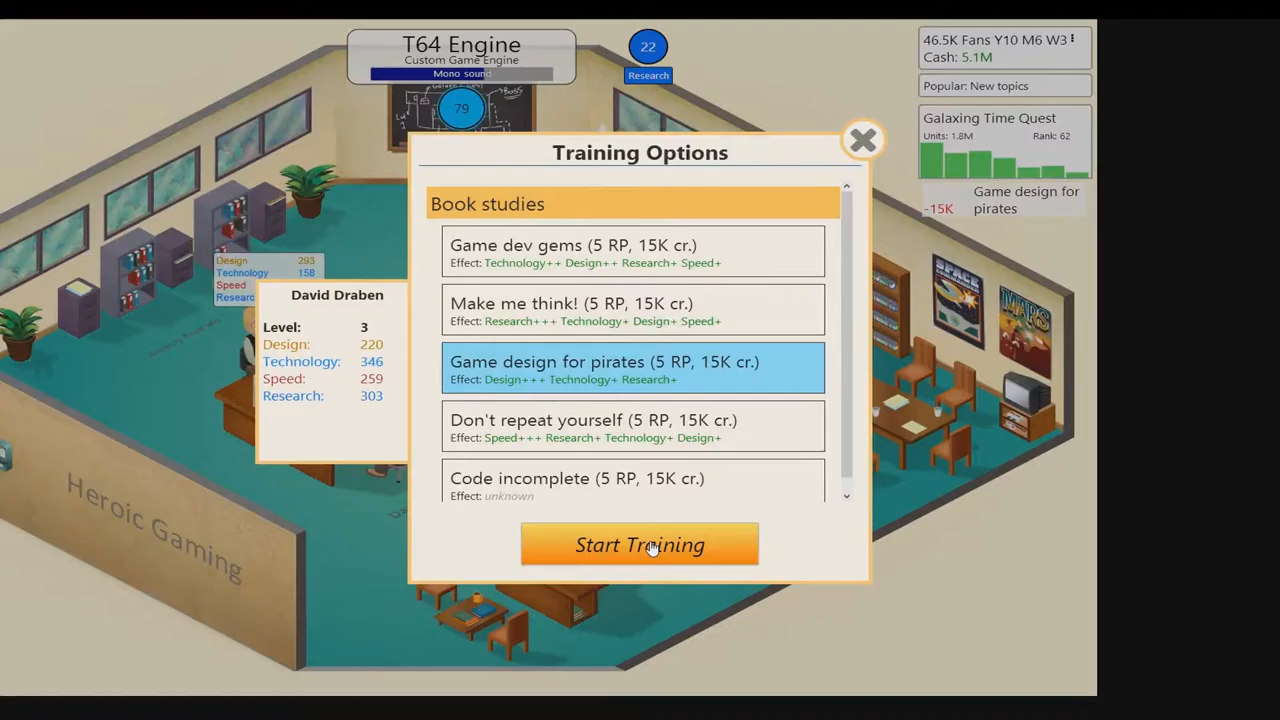 T64 Engine
Custom Game Engine
Mono sound
79
22
Research
46.5K Fans Y10 M6 W3
Cash: 5.1M
Popular: New topics
Galaxing Time Quest
Units: 1.8M Rank: 62
-15K Game design for
pirates
Design 293
Technology 158
Speed
Researc
David Draben
Level: 3
Design: 220
Technology: 346
Speed: 259
Research: 303
Training Options
Book studies
Game dev gems (5 RP, 15K cr.)
Effect: Technology++ Design++ Research+ Speed+
Make me think! (5 RP, 15K cr.)
Effect: Research+++ Technology+ Design+ Speed+
Game design for pirates (5 RP, 15K cr.)
Effect: Design+++ Technology+ Research+
Don't repeat yourself (5 RP, 15K cr.)
Effect: Speed+++ Research+ Technology+ Design+
Code incomplete (5 RP, 15K cr.)
Effect: unknown
Start Training
Heroic Gaming
SPACE
MARS